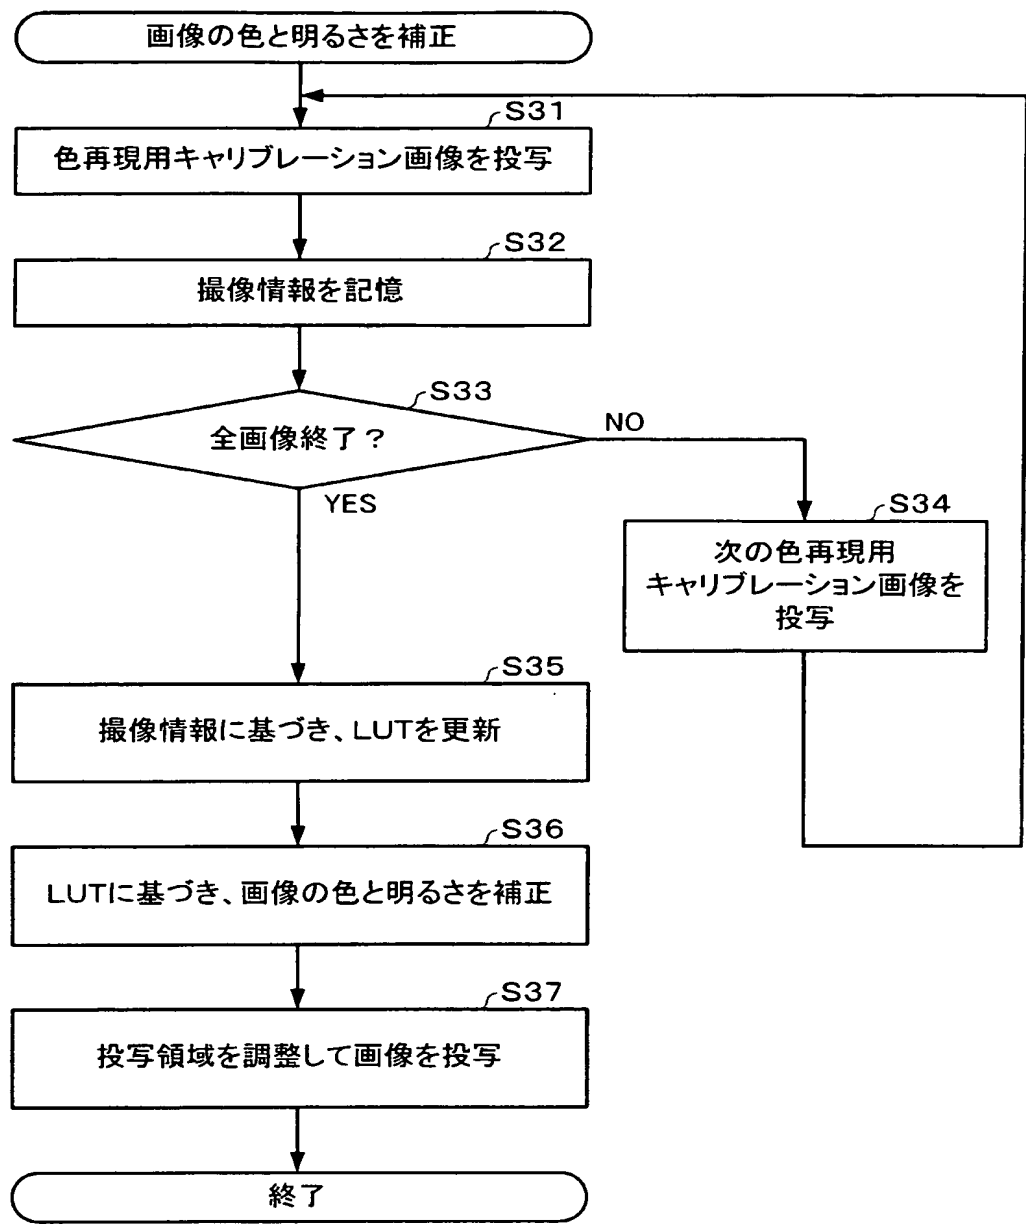 画像の色と明るさを補正
S31
色再現用キャリブレーション画像を投写
S32
撮像情報を記憶
S33
全画像終了?
NO
YES
S34
次の色再現用
キャリブレーション画像を
投写
S35
撮像情報に基づき、LUTを更新
S36
LUTに基づき、画像の色と明るさを補正
S37
投写領域を調整して画像を投写
終了